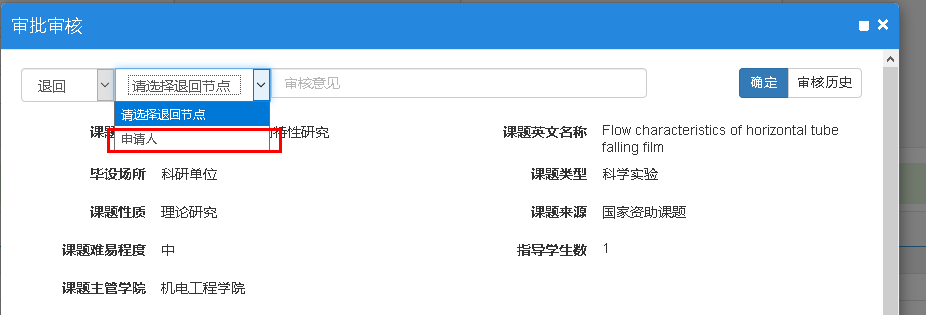 审批审核
退回 请选择退回节点 审核意见 确定 审核历史
请选择退回节点
申请人
课题 特性研究 课题英文名称 Flow characteristics of horizontal tube
falling film
毕设场所 科研单位 课题类型 科学实验
课题性质 理论研究 课题来源 国家资助课题
课题难易程度 中 指导学生数 1
课题主管学院 机电工程学院